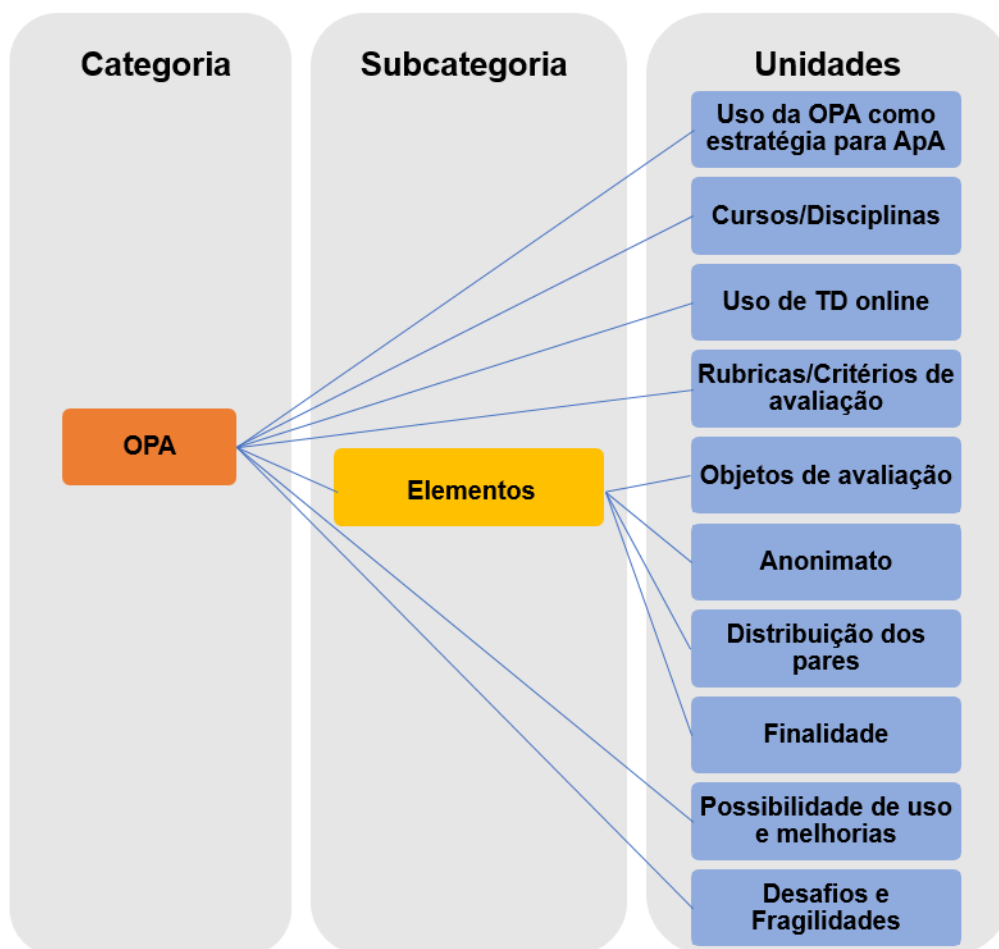 Categoria
Subcategoria
Unidades
Uso da OPA como
estratégia para ApA
Cursos/Disciplinas
Uso de TD online
Rubricas/Critérios de
avaliação
OPA
Elementos
Objetos de avaliação
Anonimato
Distribuição dos
pares
Finalidade
Possibilidade de uso
e melhorias
Desafios e
Fragilidades